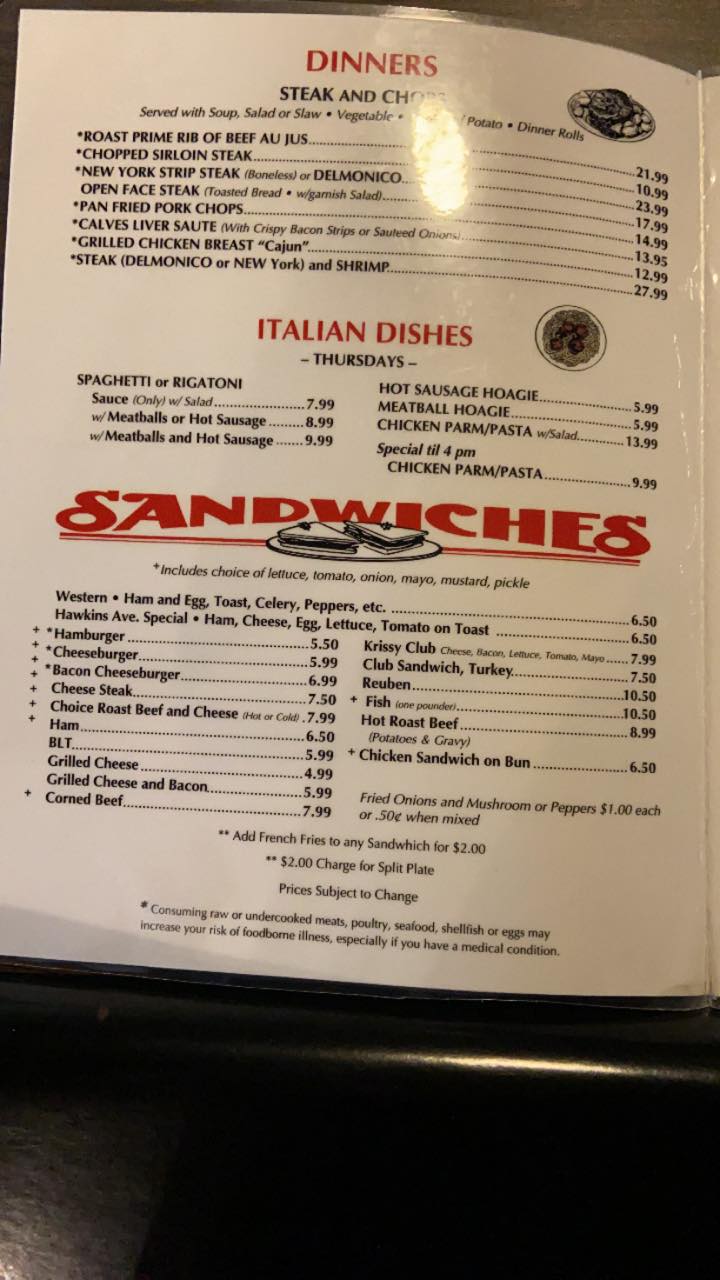 DINNERS
STEAK AND CHOPS
Served with Soup, Salad or Slaw • Vegetable • / Potato • Dinner Rolls
*ROAST PRIME RIB OF BEEF AU JUS 21.99
*CHOPPED SIRLOIN STEAK 10.99
*NEW YORK STRIP STEAK (Boneless) or DELMONICO 23.99
OPEN FACE STEAK (Toasted Bread • w/garnish Salad) 17.99
*PAN FRIED PORK CHOPS 14.99
*CALVES LIVER SAUTE (With Crispy Bacon Strips or Sauteed Onions) 13.95
*GRILLED CHICKEN BREAST "Cajun" 12.99
*STEAK (DELMONICO or NEW York) and SHRIMP 27.99
ITALIAN DISHES
– THURSDAYS –
SPAGHETTI or RIGATONI
Sauce (Only) w/ Salad 7.99
w/ Meatballs or Hot Sausage 8.99
w/ Meatballs and Hot Sausage 9.99
HOT SAUSAGE HOAGIE 5.99
MEATBALL HOAGIE 5.99
CHICKEN PARM/PASTA w/Salad 13.99
Special til 4 pm
CHICKEN PARM/PASTA 9.99
SANDWICHES
+Includes choice of lettuce, tomato, onion, mayo, mustard, pickle
Western • Ham and Egg, Toast, Celery, Peppers, etc. 6.50
Hawkins Ave. Special • Ham, Cheese, Egg, Lettuce, Tomato on Toast 6.50
+ *Hamburger 5.50
+ *Cheeseburger 5.99
+ *Bacon Cheeseburger 6.99
+ Cheese Steak 7.50
+ Choice Roast Beef and Cheese (Hot or Cold) 7.99
+ Ham 6.50
BLT 5.99
Grilled Cheese 4.99
Grilled Cheese and Bacon 5.99
+ Corned Beef 7.99
Krissy Club Cheese, Bacon, Lettuce, Tomato, Mayo 7.99
Club Sandwich, Turkey 7.50
Reuben 10.50
+ Fish (one pounder) 10.50
Hot Roast Beef 8.99
(Potatoes & Gravy)
+ Chicken Sandwich on Bun 6.50
Fried Onions and Mushroom or Peppers $1.00 each
or .50¢ when mixed
** Add French Fries to any Sandwhich for $2.00
** $2.00 Charge for Split Plate
Prices Subject to Change
* Consuming raw or undercooked meats, poultry, seafood, shellfish or eggs may
increase your risk of foodborne illness, especially if you have a medical condition.